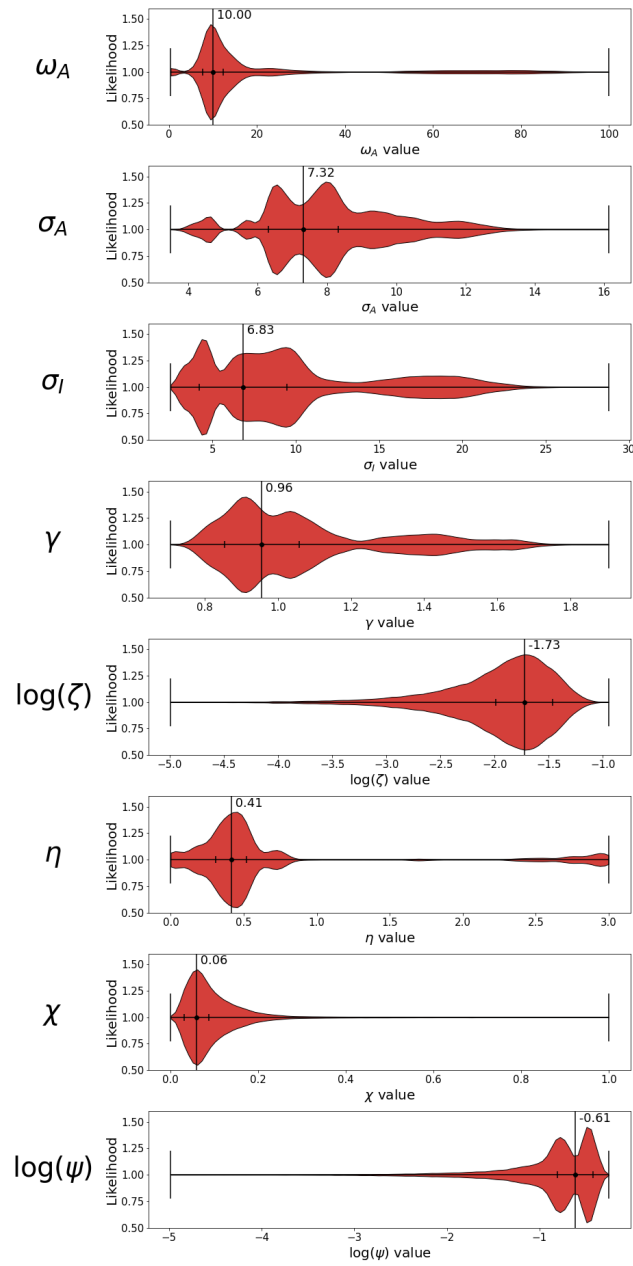 10.00
ω_A
Likelihood
1.50
1.25
1.00
0.75
0.50
0 20 40 60 80 100
ω_A value
7.32
σ_A
Likelihood
1.50
1.25
1.00
0.75
0.50
4 6 8 10 12 14 16
σ_A value
6.83
σ_I
Likelihood
1.50
1.25
1.00
0.75
0.50
5 10 15 20 25 30
σ_I value
0.96
γ
Likelihood
1.50
1.25
1.00
0.75
0.50
0.8 1.0 1.2 1.4 1.6 1.8
γ value
-1.73
log(ζ)
Likelihood
1.50
1.25
1.00
0.75
0.50
−5.0 −4.5 −4.0 −3.5 −3.0 −2.5 −2.0 −1.5 −1.0
log(ζ) value
0.41
η
Likelihood
1.50
1.25
1.00
0.75
0.50
0.0 0.5 1.0 1.5 2.0 2.5 3.0
η value
0.06
χ
Likelihood
1.50
1.25
1.00
0.75
0.50
0.0 0.2 0.4 0.6 0.8 1.0
χ value
-0.61
log(ψ)
Likelihood
1.50
1.25
1.00
0.75
0.50
−5 −4 −3 −2 −1
log(ψ) value